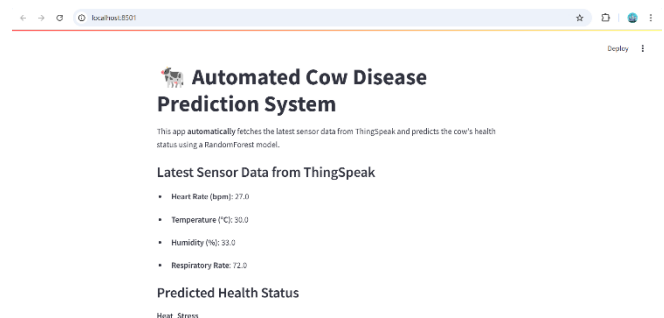 localhost:8501
Deploy
🐄 Automated Cow Disease
Prediction System
This app automatically fetches the latest sensor data from ThingSpeak and predicts the cow's health
status using a RandomForest model.
Latest Sensor Data from ThingSpeak
• Heart Rate (bpm): 27.0
• Temperature (°C): 30.0
• Humidity (%): 33.0
• Respiratory Rate: 72.0
Predicted Health Status
Heat_Stress